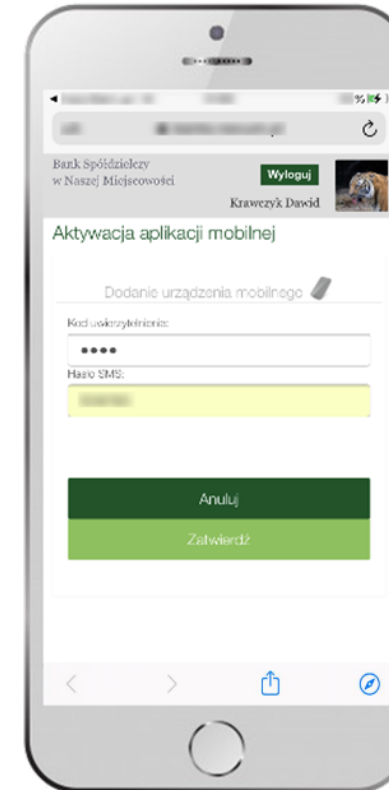 Bank Spółdzielczy
w Naszej Miejscowości
Wyloguj
Krawczyk Dawid
Aktywacja aplikacji mobilnej
Dodanie urządzenia mobilnego
Kod uwierzytelnienia:
Hasło SMS:
Anuluj
Zatwierdź